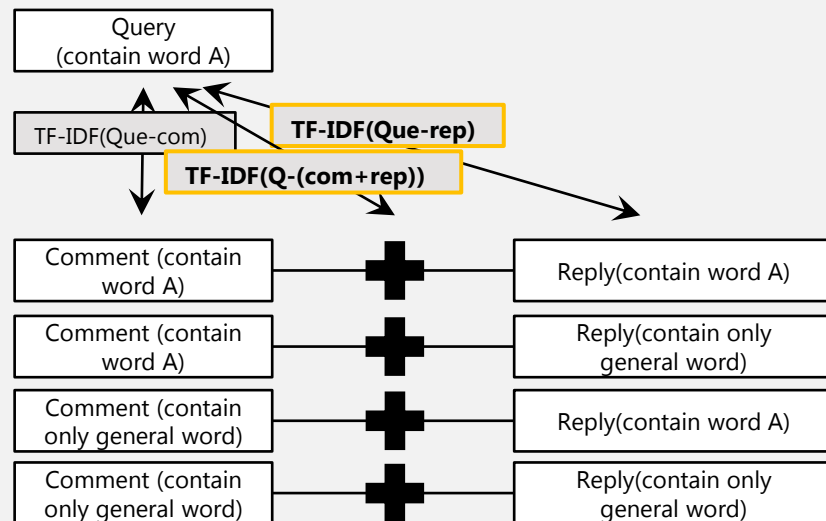 Query
(contain word A)
TF-IDF(Que-com)
TF-IDF(Que-rep)
TF-IDF(Q-(com+rep))
Comment (contain
word A)
Reply(contain word A)
Comment (contain
word A)
Reply(contain only
general word)
Comment (contain
only general word)
Reply(contain word A)
Comment (contain
only general word)
Reply(contain only
general word)